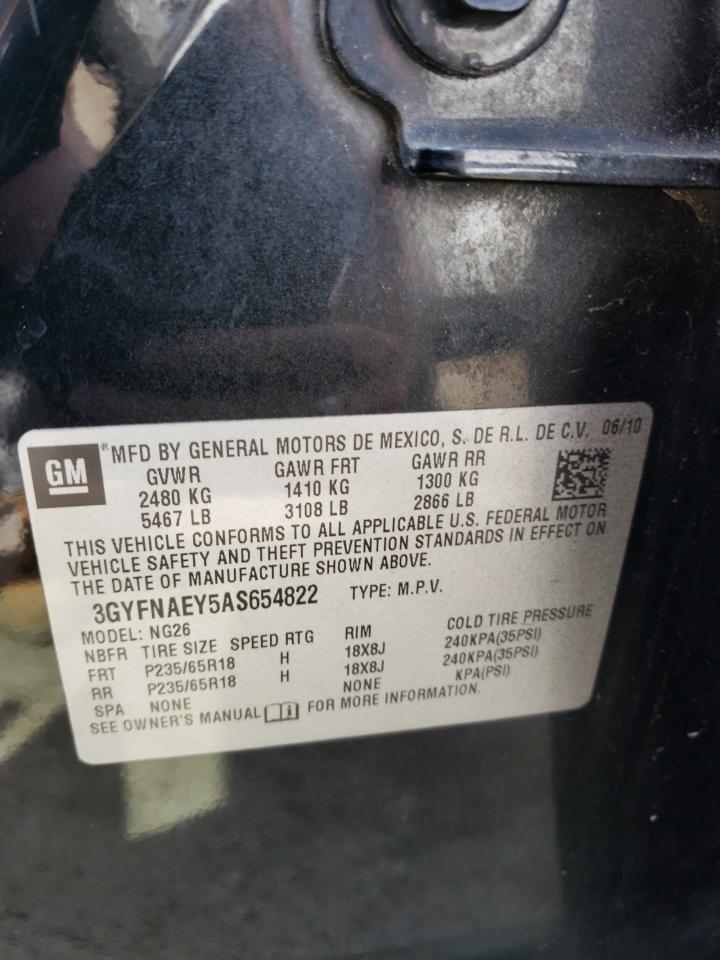 GM ® MFD BY GENERAL MOTORS DE MEXICO, S. DE R.L. DE C.V. 06/10
GVWR GAWR FRT GAWR RR
2480 KG 1410 KG 1300 KG
5467 LB 3108 LB 2866 LB
THIS VEHICLE CONFORMS TO ALL APPLICABLE U.S. FEDERAL MOTOR
VEHICLE SAFETY AND THEFT PREVENTION STANDARDS IN EFFECT ON
THE DATE OF MANUFACTURE SHOWN ABOVE.
3GYFNAEY5AS654822 TYPE: M.P.V.
MODEL: NG26
NBFR TIRE SIZE SPEED RTG RIM COLD TIRE PRESSURE
FRT P235/65R18 H 18X8J 240KPA(35PSI)
RR P235/65R18 H 18X8J 240KPA(35PSI)
SPA NONE NONE KPA(PSI)
SEE OWNER'S MANUAL FOR MORE INFORMATION.